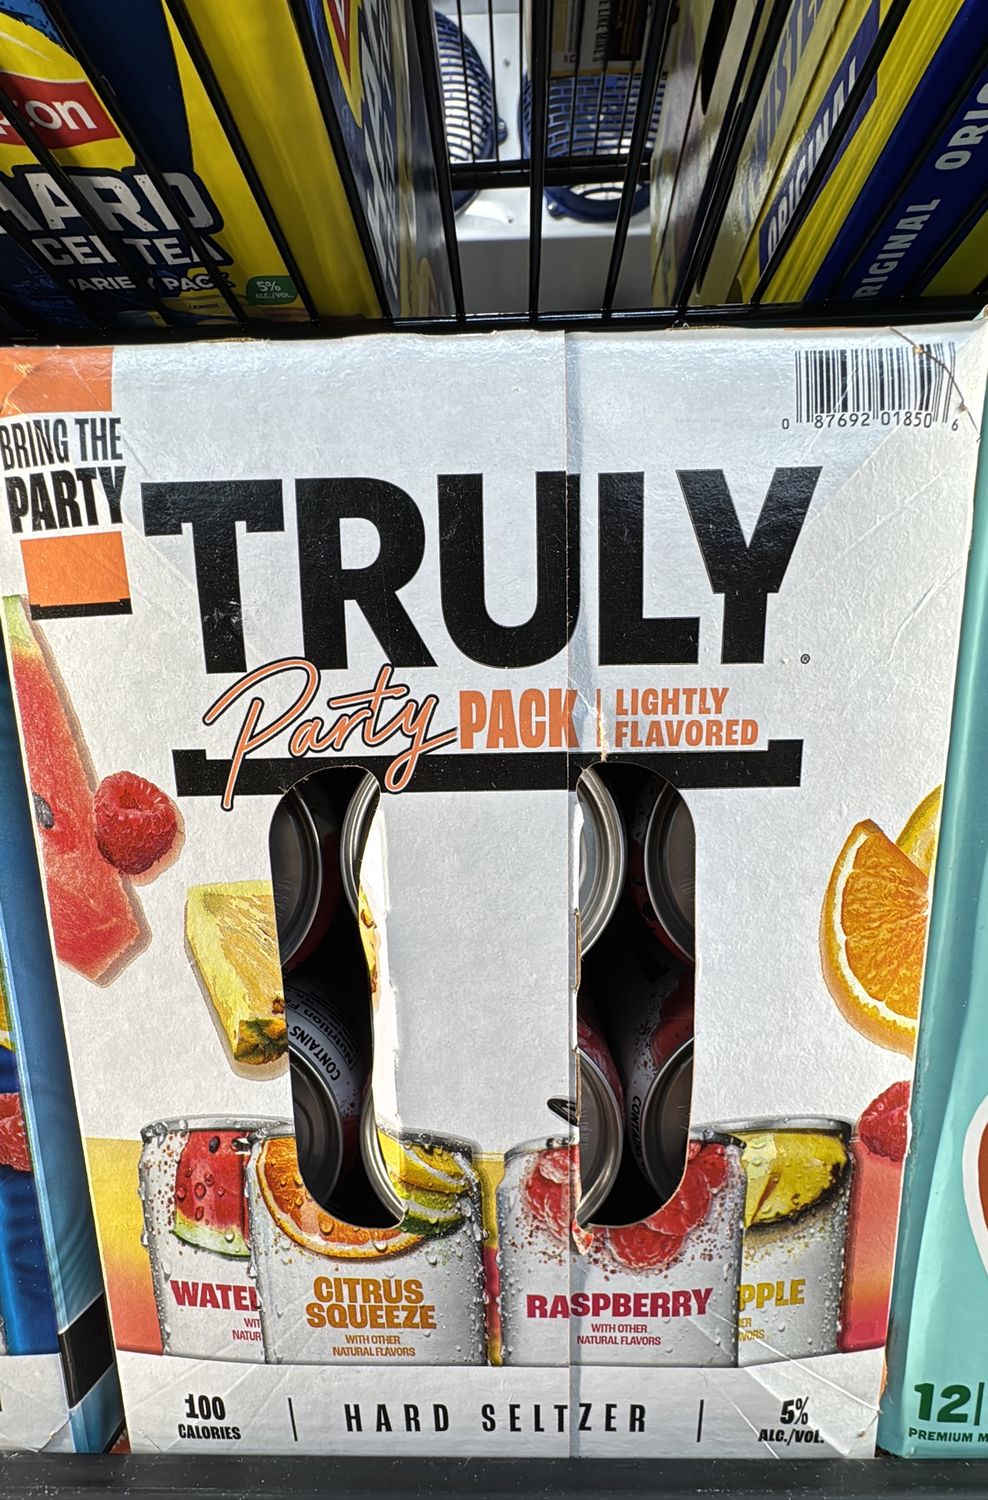 HARD
TEA
5%
ALC./VOL.
ORIGINAL
ORIGINAL
BRING THE
PARTY
0 87692 01850 6
TRULY®
Party PACK | LIGHTLY
FLAVORED
CONTAINS
Nutrition
CITRUS
SQUEEZE
WITH OTHER
NATURAL FLAVORS
RASPBERRY
WITH OTHER
NATURAL FLAVORS
100
CALORIES
| HARD SELTZER |
5%
ALC./VOL.
12
PREMIUM